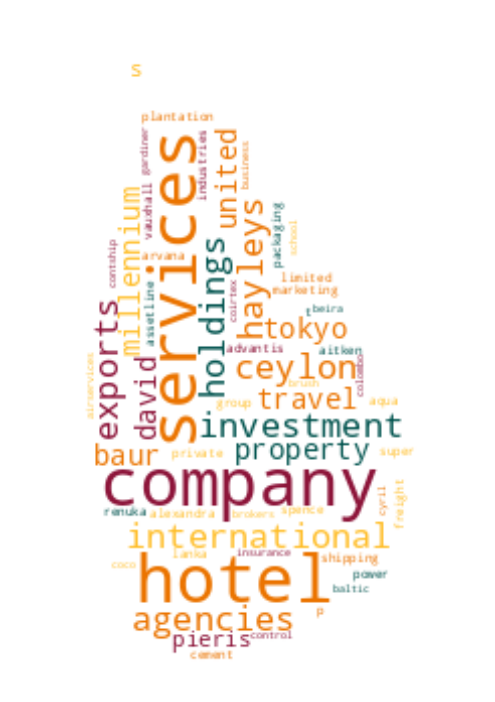 s
plantation
gardiner
industries
united
business
services
millennium
vauxhall
hayleys
packaging
school
holdings
contship
arvana
assetline
coirtex
limited
marketing
exports
t
beira
tokyo
david
advantis
aitken
airservices
ceylon
colombo
brush
travel
group
aqua
investment
baur
private
property
super
company
cyril
freight
renuka
alexandra
brokers
spence
international
lanka
insurance
shipping
coco
hotel
power
baltic
agencies
p
pieris
control
cement